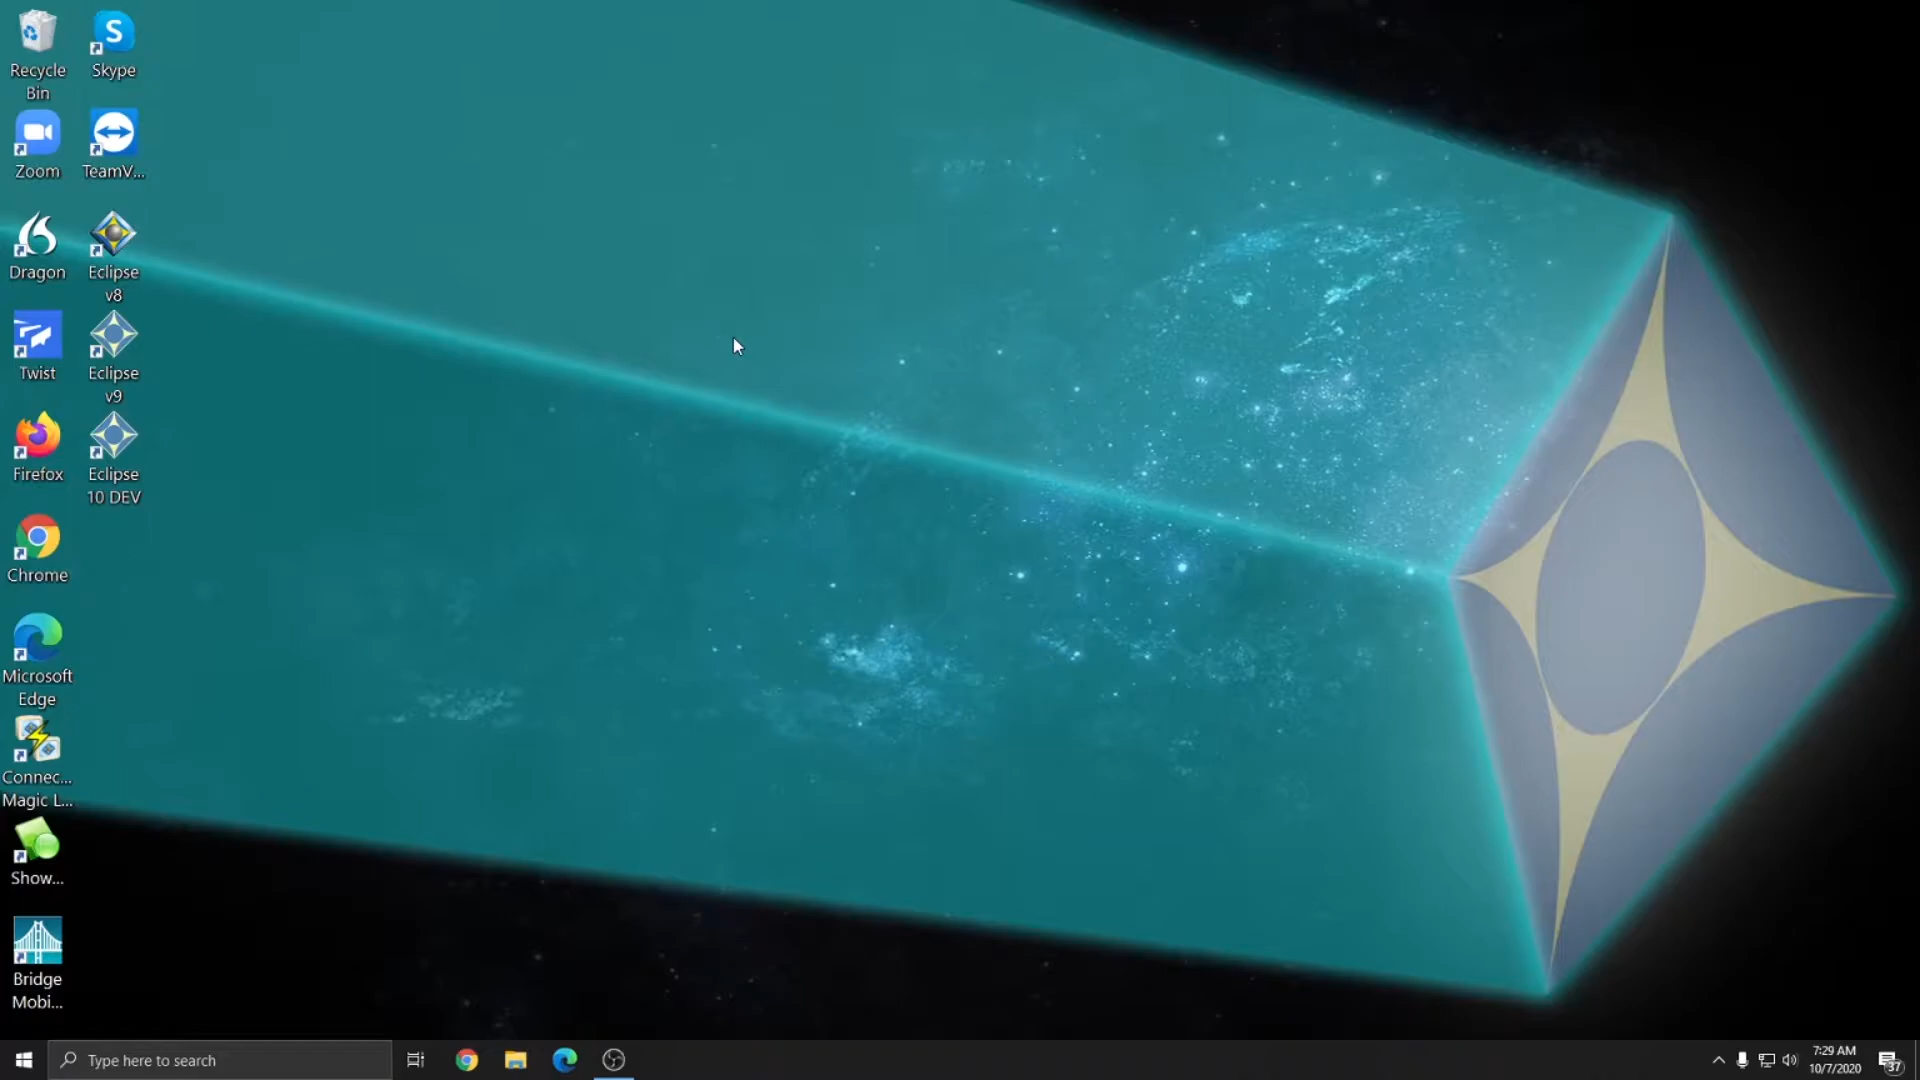 Recycle
Bin
Skype
Zoom
TeamV...
Dragon
Eclipse
v8
Twist
Eclipse
v9
Firefox
Eclipse
10 DEV
Chrome
Microsoft
Edge
Connec...
Magic L...
Show...
Bridge
Mobi...
Type here to search
7:29 AM
10/7/2020
37